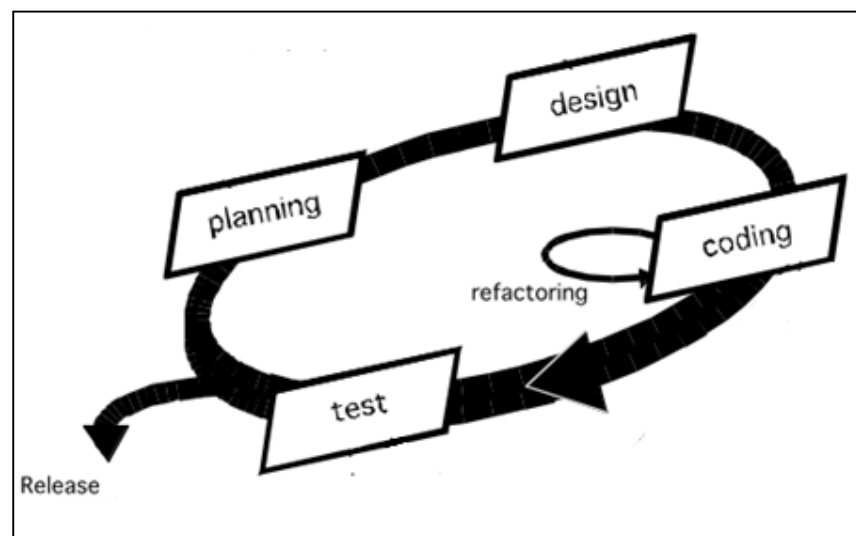 design
planning
coding
refactoring
test
Release